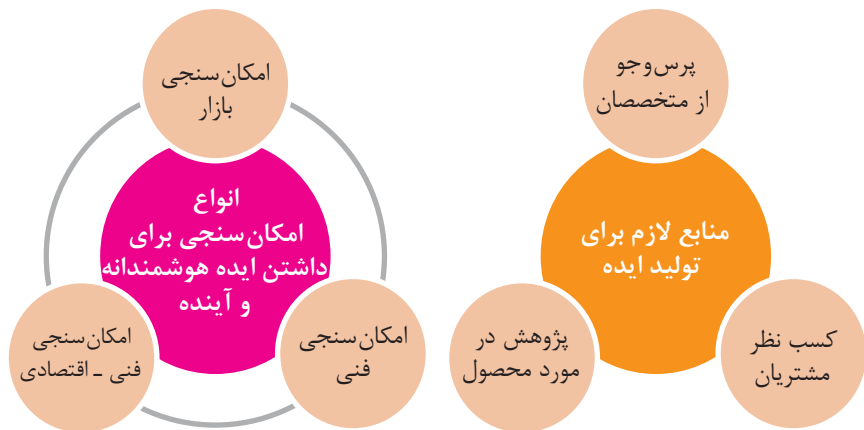 پرس‌وجو
از متخصصان
منابع لازم برای
تولید ایده
کسب نظر
مشتریان
پژوهش در
مورد محصول
امکان‌سنجی
بازار
انواع
امکان‌سنجی برای
داشتن ایده هوشمندانه
و آینده
امکان‌سنجی
فنی
امکان‌سنجی
فنی ـ اقتصادی